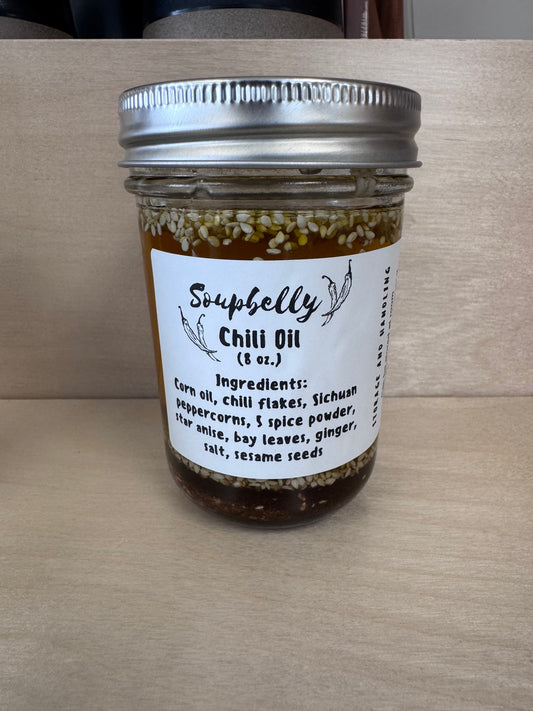 Soupbelly
Chili Oil
(8 oz.)
Ingredients:
Corn oil, chili flakes, Sichuan
peppercorns, 5 spice powder,
star anise, bay leaves, ginger,
salt, sesame seeds
STORAGE AND HANDLING